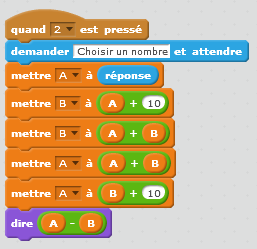 quand 2 est pressé
demander Choisir un nombre et attendre
mettre A à réponse
mettre B à A + 10
mettre B à A + B
mettre A à A + B
mettre A à B + 10
dire A - B